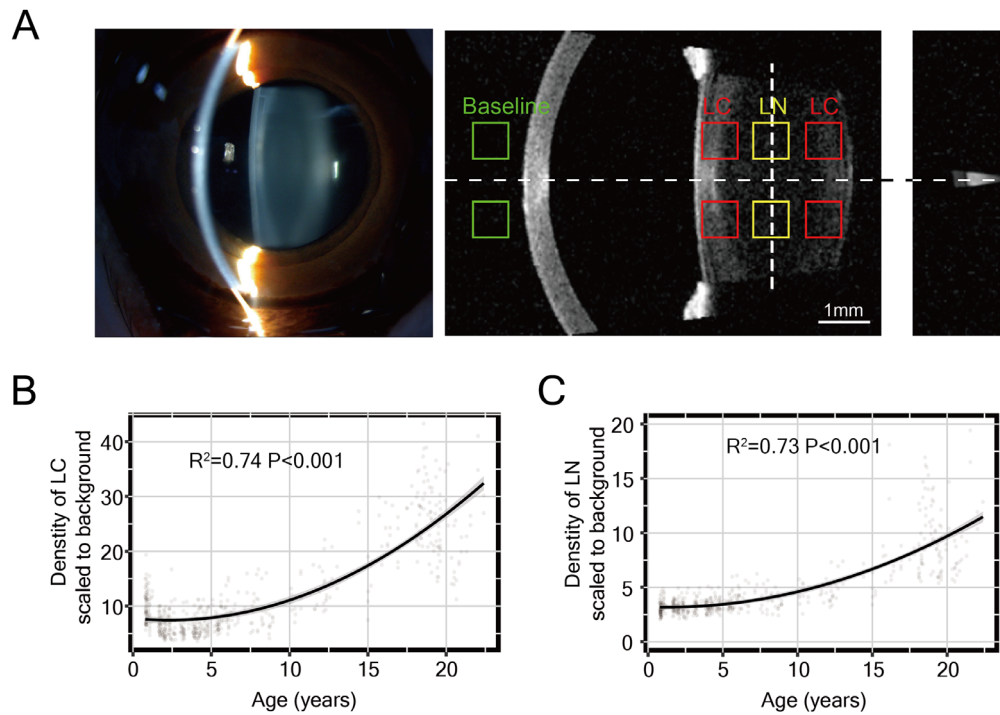 A
Baseline
LC
LN
LC
1mm
B
R²=0.74 P<0.001
Denstity of LC
scaled to background
40
30
20
10
0
5
10
15
20
Age (years)
C
R²=0.73 P<0.001
Denstity of LN
scaled to background
20
15
10
5
0
0
5
10
15
20
Age (years)